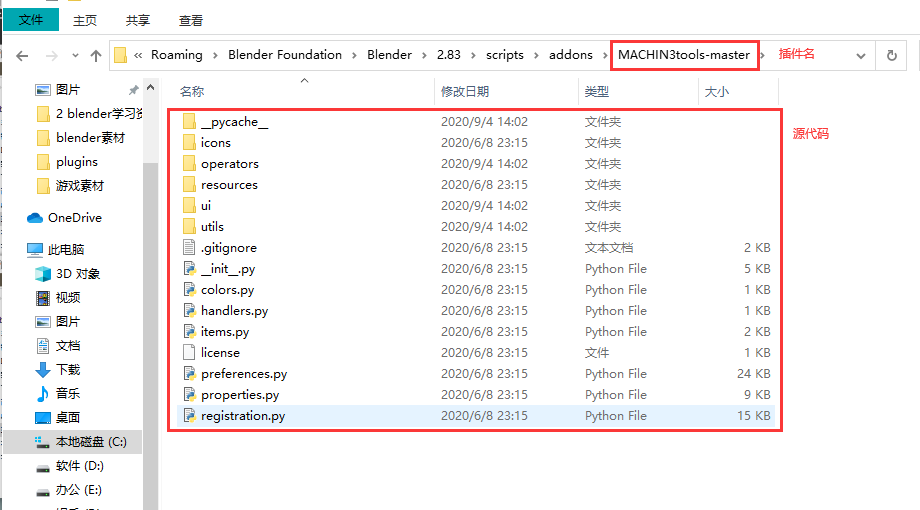 文件 主页 共享 查看
« Roaming › Blender Foundation › Blender › 2.83 › scripts › addons › MACHIN3tools-master › 插件名
图片
2 blender学习资
blender素材
plugins
游戏素材
OneDrive
此电脑
3D 对象
视频
图片
文档
下载
音乐
桌面
本地磁盘 (C:)
软件 (D:)
办公 (E:)
名称 修改日期 类型 大小
__pycache__ 2020/9/4 14:02 文件夹
icons 2020/6/8 23:15 文件夹
operators 2020/9/4 14:02 文件夹
resources 2020/6/8 23:15 文件夹
ui 2020/9/4 14:02 文件夹
utils 2020/9/4 14:02 文件夹
.gitignore 2020/6/8 23:15 文本文档 2 KB
__init__.py 2020/6/8 23:15 Python File 5 KB
colors.py 2020/6/8 23:15 Python File 1 KB
handlers.py 2020/6/8 23:15 Python File 1 KB
items.py 2020/6/8 23:15 Python File 2 KB
license 2020/6/8 23:15 文件 1 KB
preferences.py 2020/6/8 23:15 Python File 24 KB
properties.py 2020/6/8 23:15 Python File 9 KB
registration.py 2020/6/8 23:15 Python File 15 KB
源代码